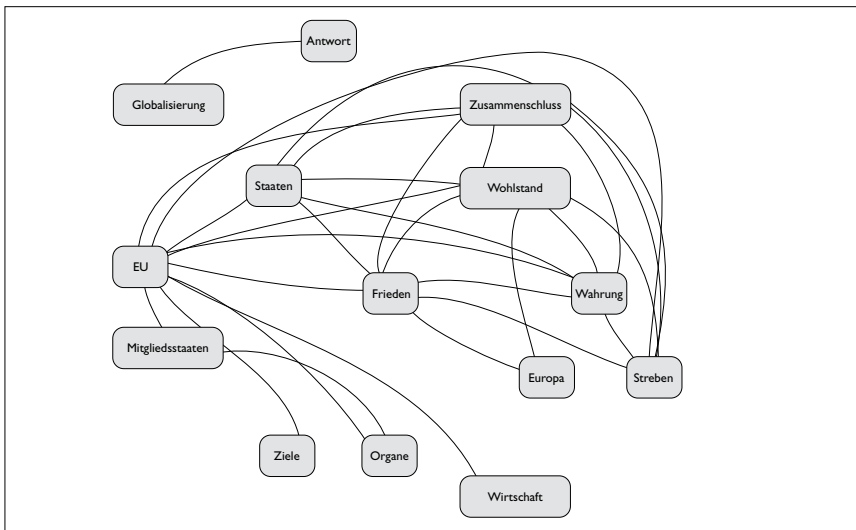 Antwort
Globalisierung
Zusammenschluss
Staaten
Wohlstand
EU
Frieden
Wahrung
Mitgliedsstaaten
Europa
Streben
Ziele
Organe
Wirtschaft